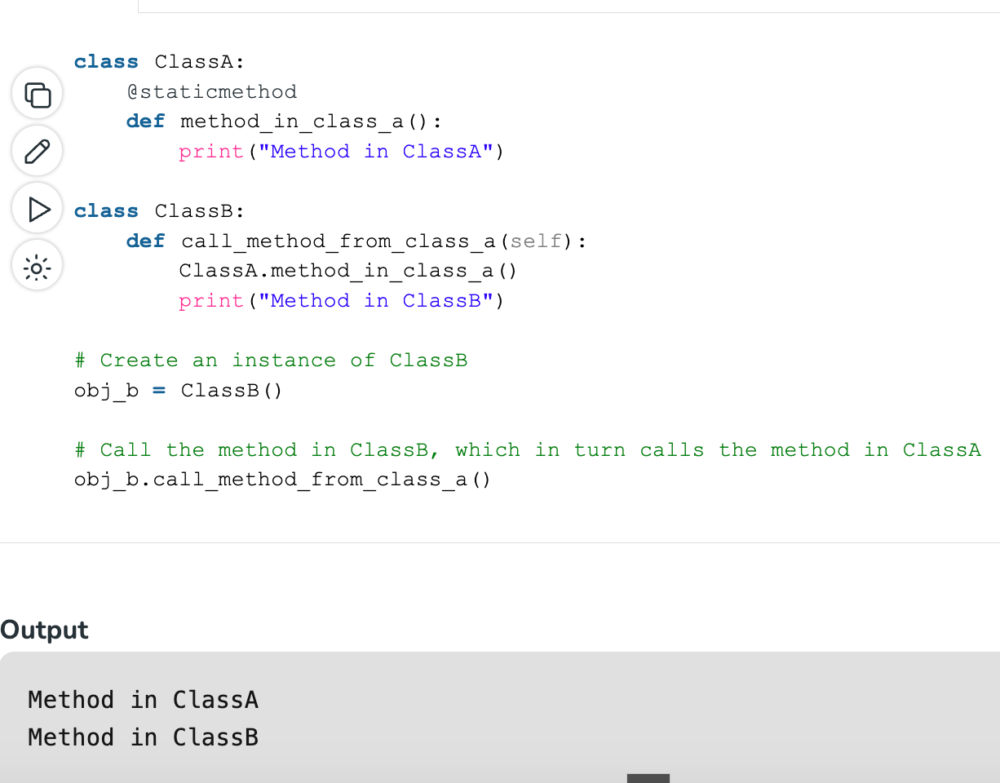 class ClassA:
    @staticmethod
    def method_in_class_a():
        print("Method in ClassA")
class ClassB:
    def call_method_from_class_a(self):
        ClassA.method_in_class_a()
        print("Method in ClassB")
# Create an instance of ClassB
obj_b = ClassB()
# Call the method in ClassB, which in turn calls the method in ClassA
obj_b.call_method_from_class_a()
Output
Method in ClassA
Method in ClassB